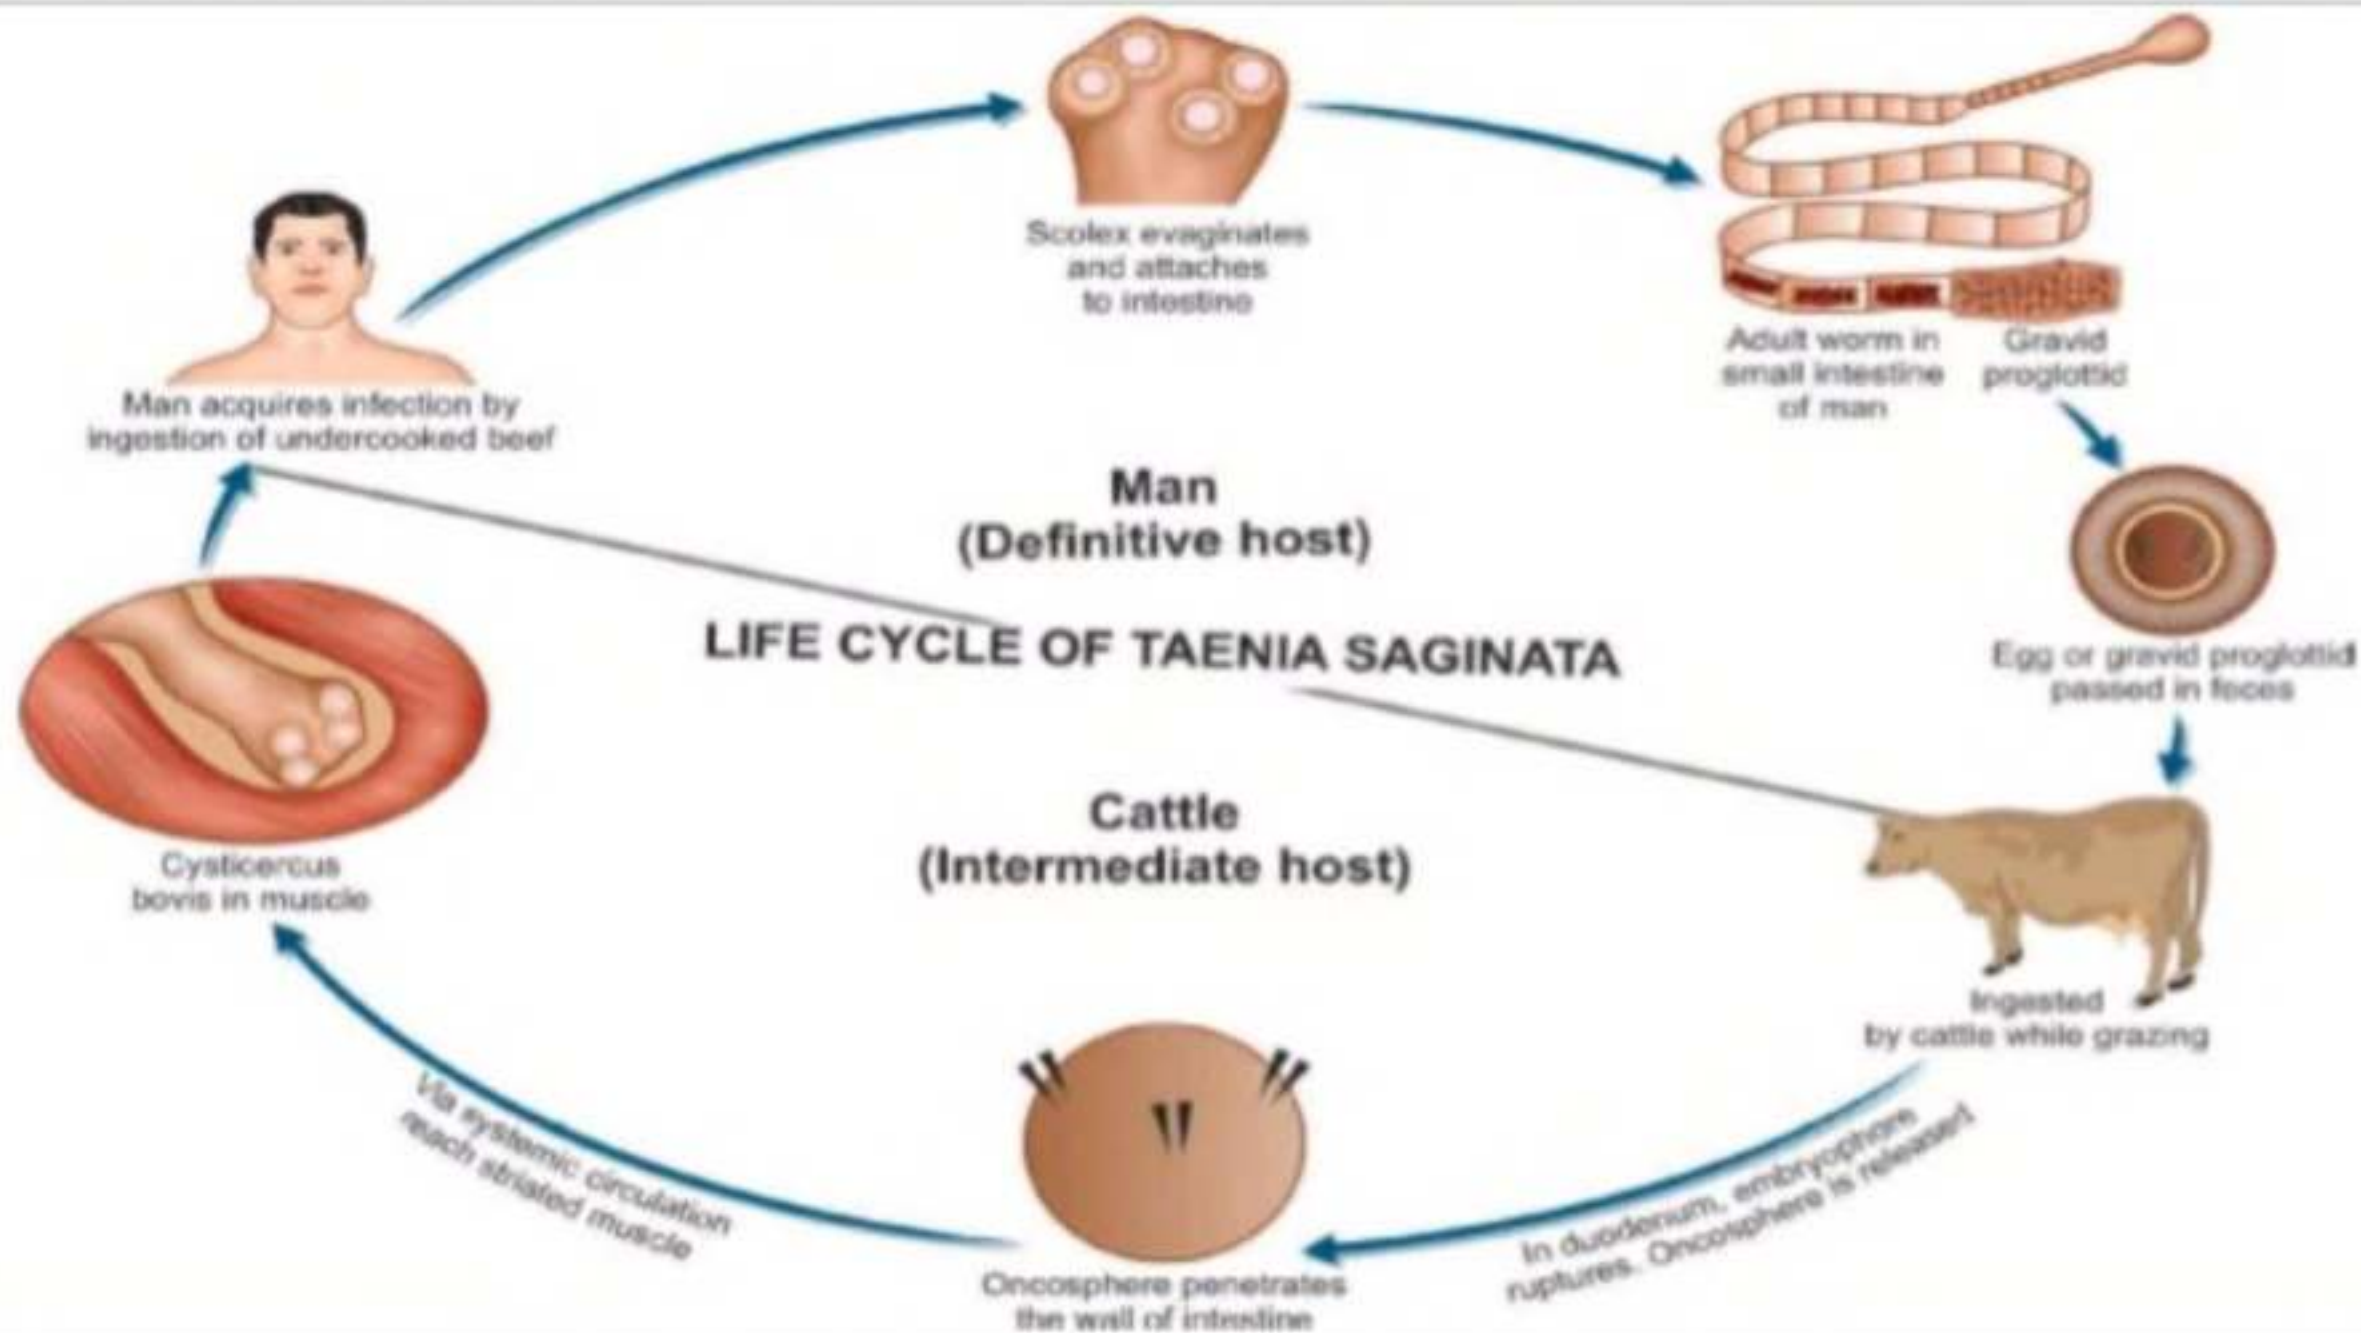 Scolex evaginates
and attaches
to intestine
Adult worm in
small intestine
of man
Gravid
proglottid
Man acquires infection by
ingestion of undercooked beef
Man
(Definitive host)
LIFE CYCLE OF TAENIA SAGINATA
Egg or gravid proglottid
passed in feces
Cattle
(Intermediate host)
Cysticercus
bovis in muscle
Ingested
by cattle while grazing
Via systemic circulation
reach striated muscle
In duodenum, embryophore
ruptures. Oncosphere is released
Oncosphere penetrates
the wall of intestine